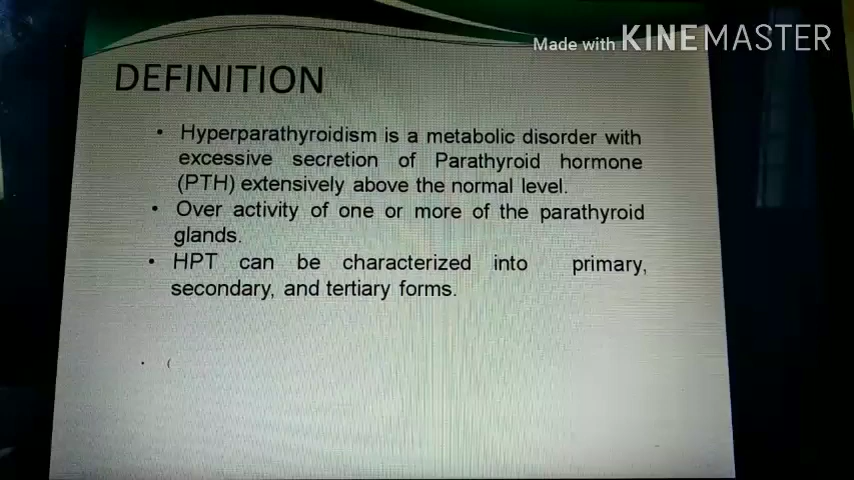 Made with KINEMASTER
DEFINITION
• Hyperparathyroidism is a metabolic disorder with
excessive secretion of Parathyroid hormone
(PTH) extensively above the normal level.
• Over activity of one or more of the parathyroid
glands.
• HPT can be characterized into primary,
secondary, and tertiary forms.
• (